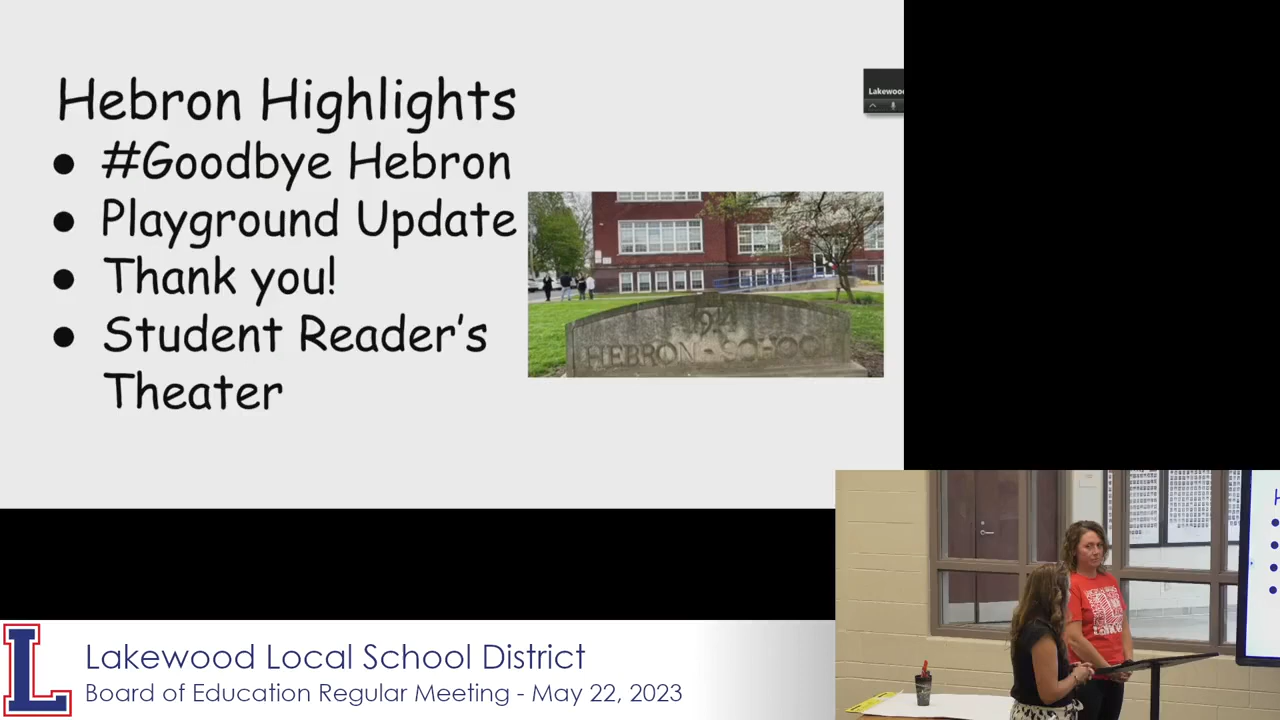 Hebron Highlights
● #Goodbye Hebron
● Playground Update
● Thank you!
● Student Reader's
Theater
Lakewood
HEBRON - SCHOOL
L
Lakewood Local School District
Board of Education Regular Meeting - May 22, 2023